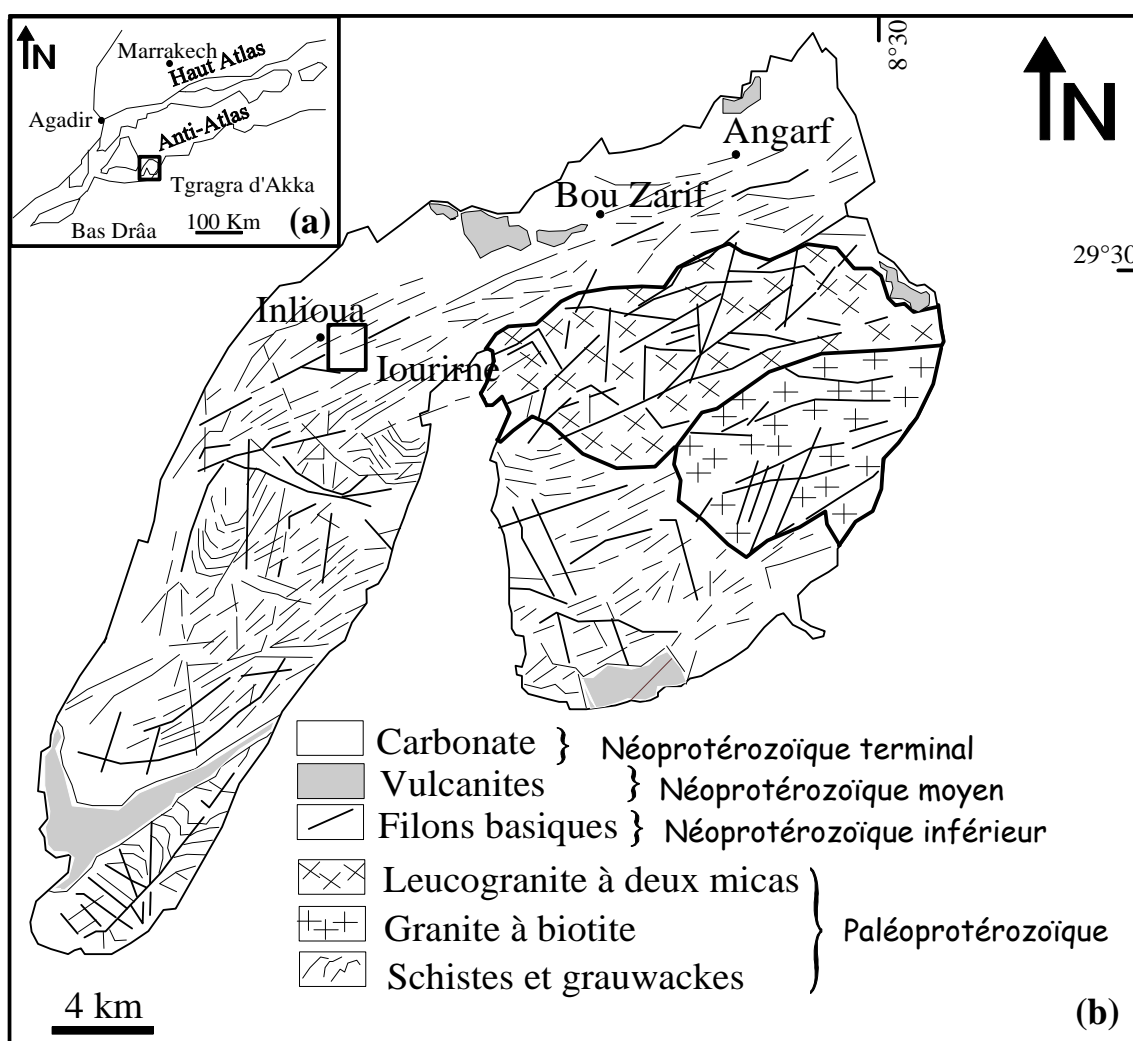 N
Marrakech
Haut Atlas
Agadir
Anti-Atlas
Tgragra d'Akka
Bas Drâa
100 Km
(a)
8°30
N
Angarf
Bou Zarif
29°30
Inlioua
Iourirne
Carbonate } Néoprotérozoïque terminal
Vulcanites } Néoprotérozoïque moyen
Filons basiques } Néoprotérozoïque inférieur
Leucogranite à deux micas
Granite à biotite
Schistes et grauwackes
} Paléoprotérozoïque
4 km
(b)